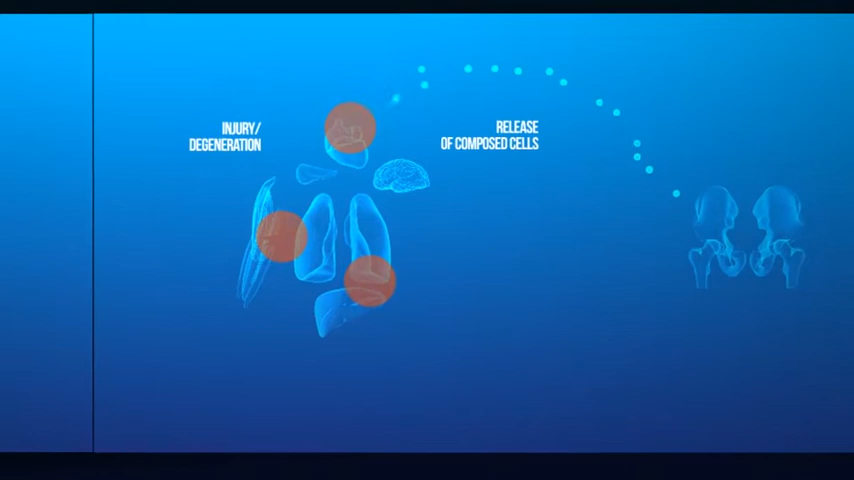 INJURY/
DEGENERATION
RELEASE
OF COMPOSED CELLS